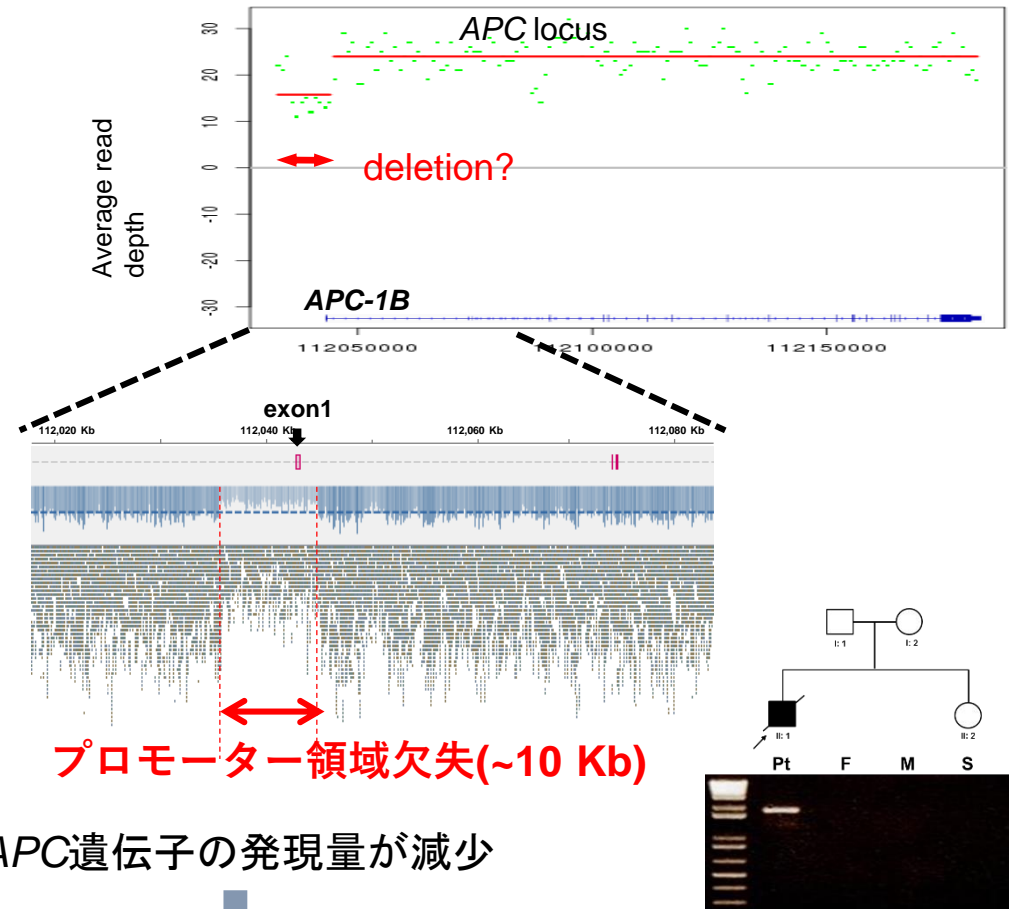 APC locus
30
20
10
0
-10
-20
-30
Average read
depth
deletion?
APC-1B
112050000
112100000
112150000
exon1
112,020 Kb
112,040 Kb
112,060 Kb
112,080 Kb
プロモーター領域欠失(~10 Kb)
I: 1
I: 2
II: 1
II: 2
Pt F M S
APC遺伝子の発現量が減少